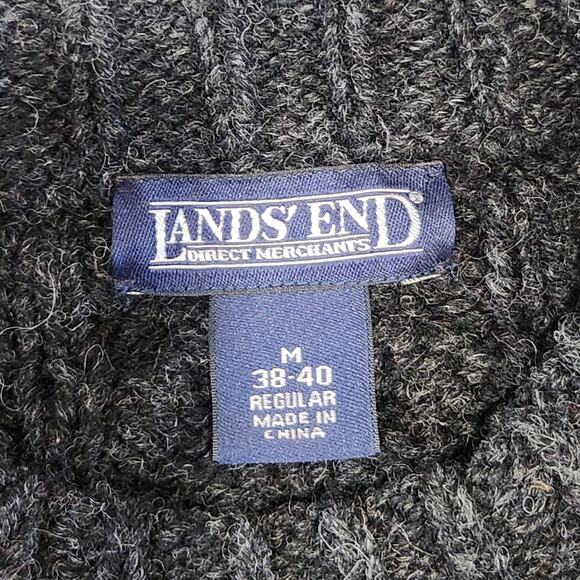 LANDS' END®
DIRECT MERCHANTS
M
38-40
REGULAR
MADE IN
CHINA